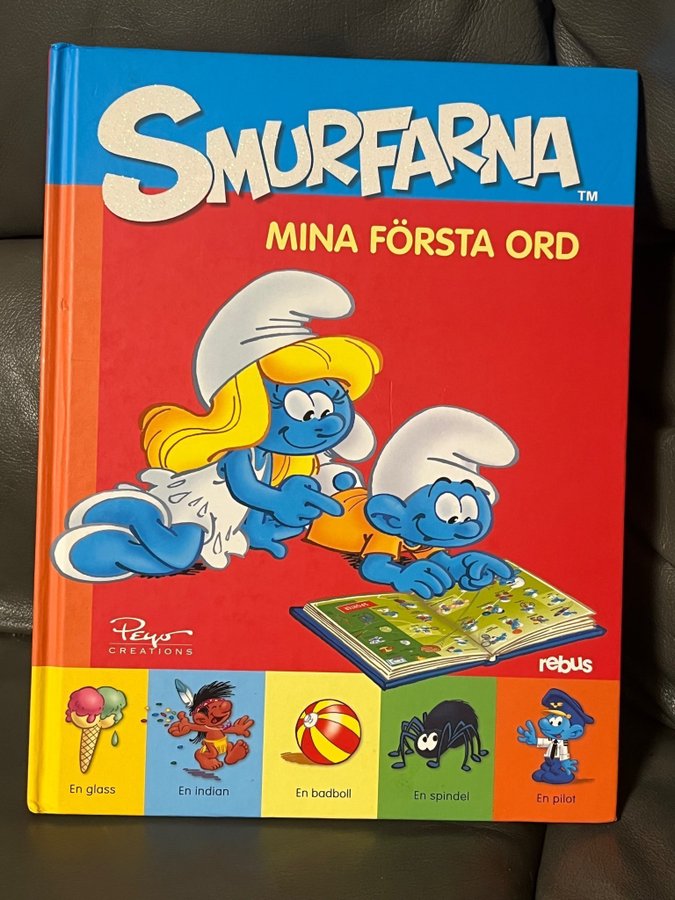 SMURFARNA
TM
MINA FÖRSTA ORD
Peyo
CREATIONS
rebus
En glass
En indian
En badboll
En spindel
En pilot